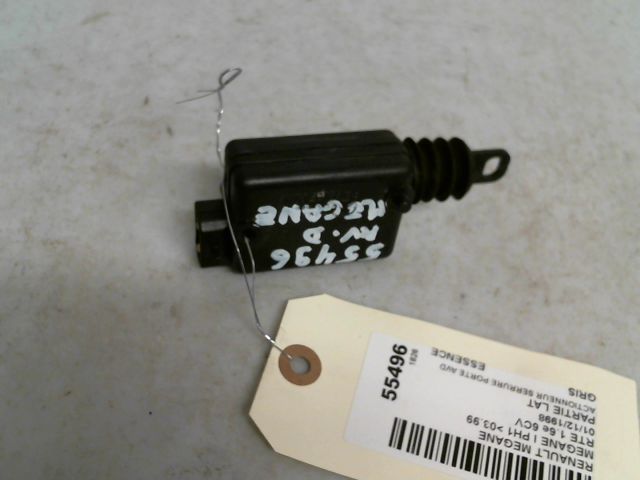 55496
AV.D
MEGANE
RENAULT MEGANE
MEGANE I PH1 >03.99
RTE 1.6e 6CV
01/12/1998
PARTIE LAT
ACTIONNEUR SERRURE PORTE AVD
GRIS
ESSENCE
55496
1826